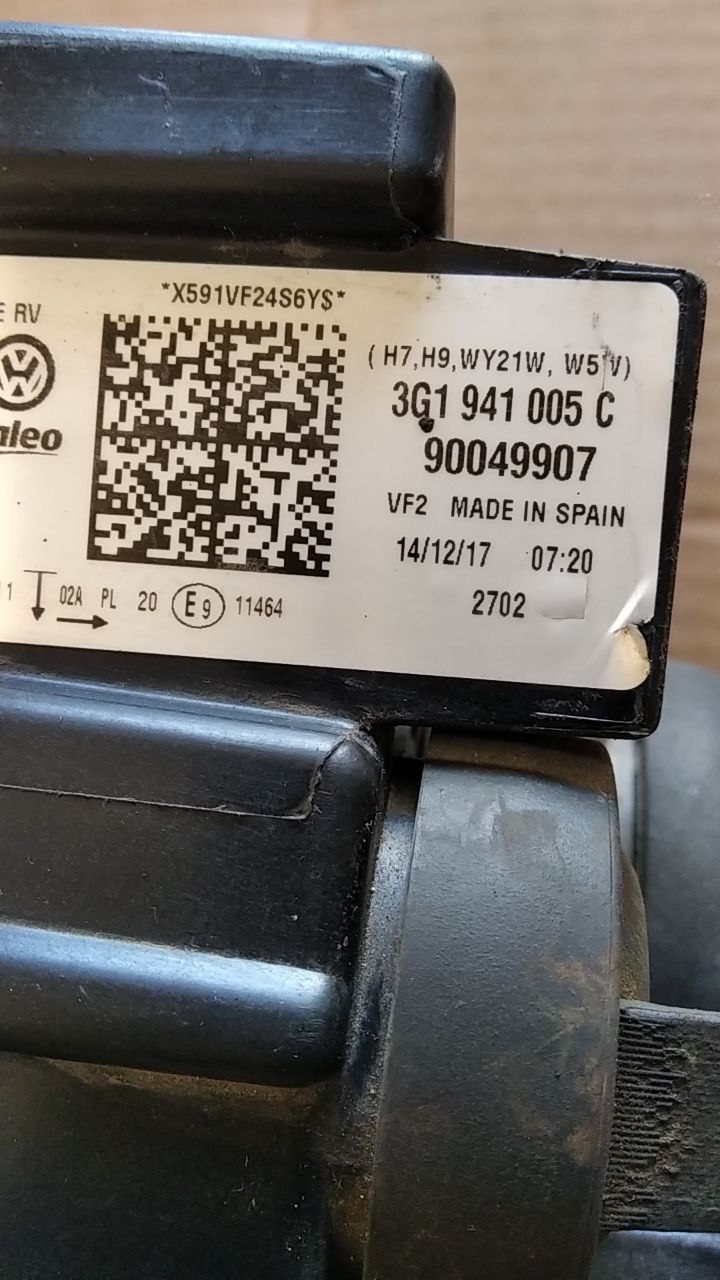 *X591VF24S6YS*
E RV
(H7,H9,WY21W, W5W)
3G1 941 005 C
aleo
90049907
VF2 MADE IN SPAIN
14/12/17 07:20
11 02A PL 20 E9 11464
2702